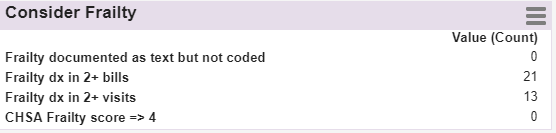 Consider Frailty
Value (Count)
Frailty documented as text but not coded 0
Frailty dx in 2+ bills 21
Frailty dx in 2+ visits 13
CHSA Frailty score => 4 0